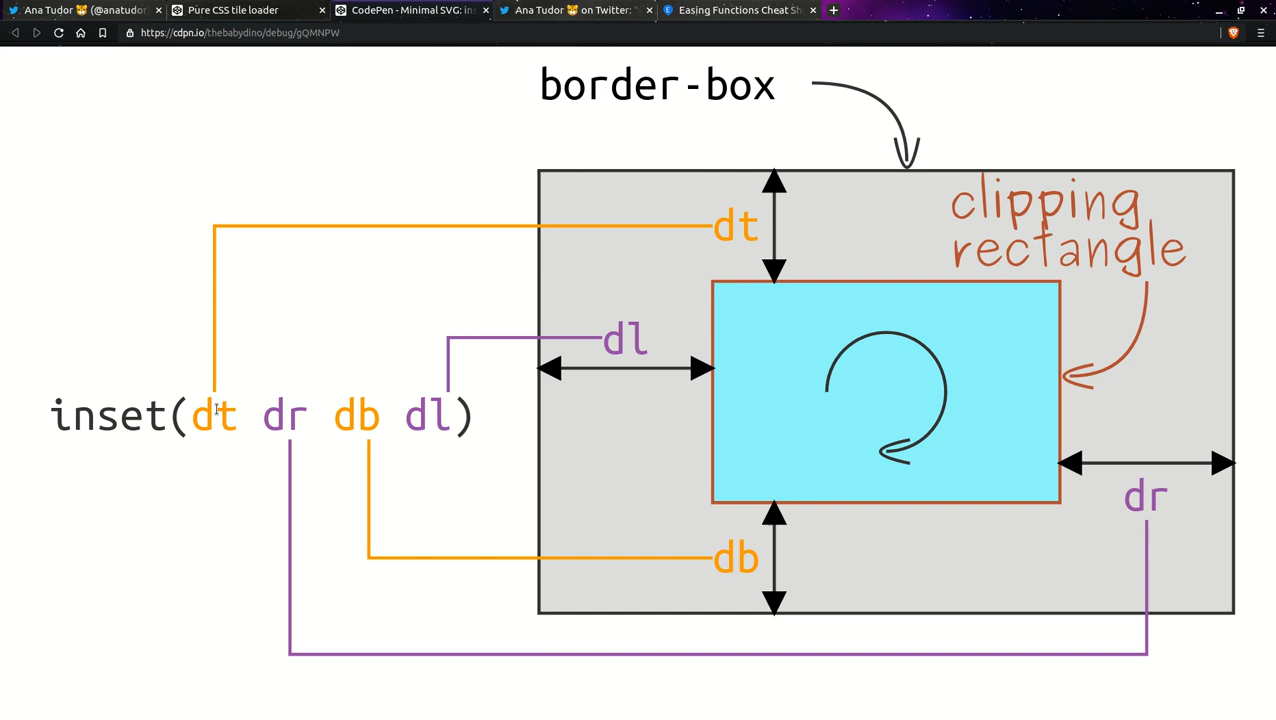 Ana Tudor 🐯 (@anatudor
Pure CSS tile loader
CodePen - Minimal SVG: in
Ana Tudor 🐯 on Twitter: "
Easing Functions Cheat Sh
https://cdpn.io/thebabydino/debug/gQMNPW
border-box
clipping
rectangle
dt
dl
inset(dt dr db dl)
dr
db